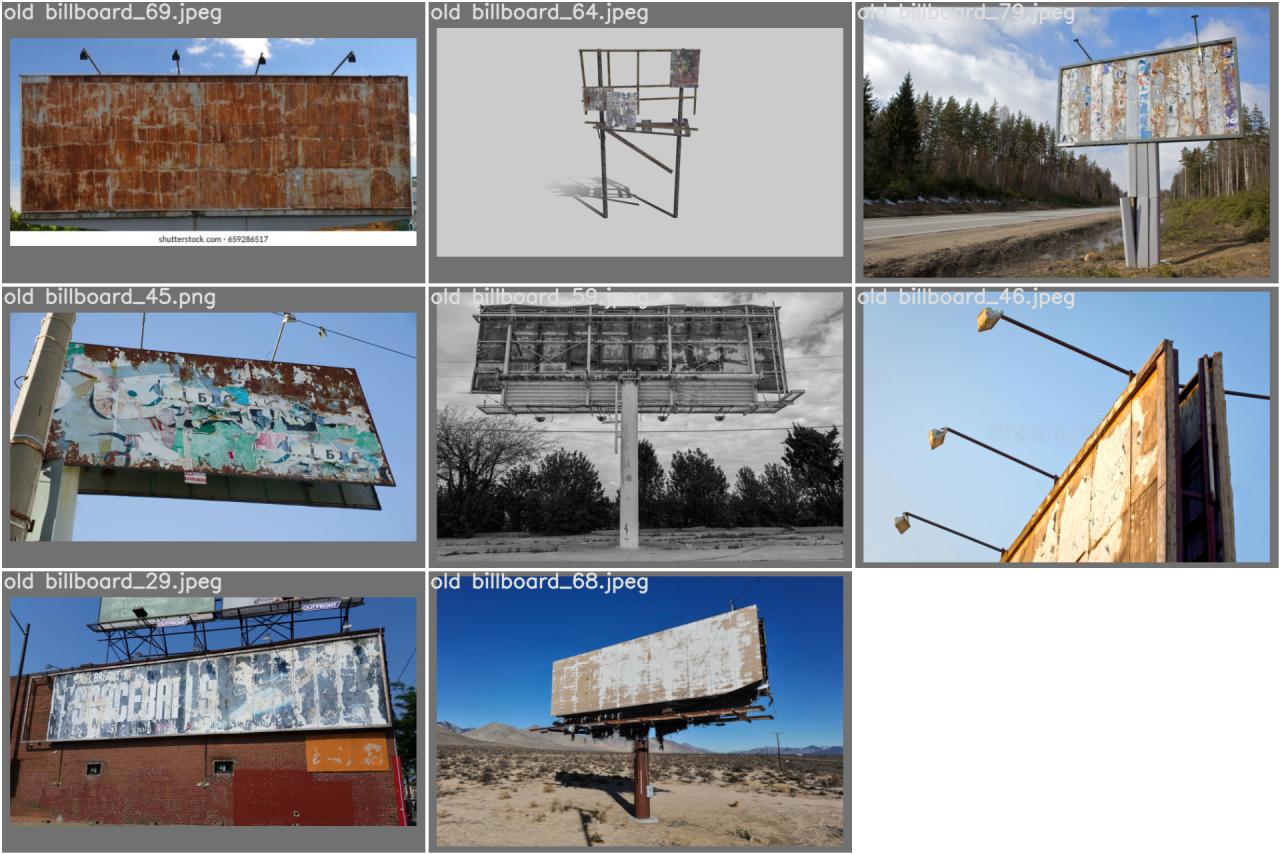 old billboard_69.jpeg
old billboard_64.jpeg
old billboard_79.jpeg
shutterstock.com · 659286517
old billboard_45.png
old billboard_59.jpeg
old billboard_46.jpeg
old billboard_29.jpeg
old billboard_68.jpeg
OUTFRONT
OUTFRONT
SPACEBALLS